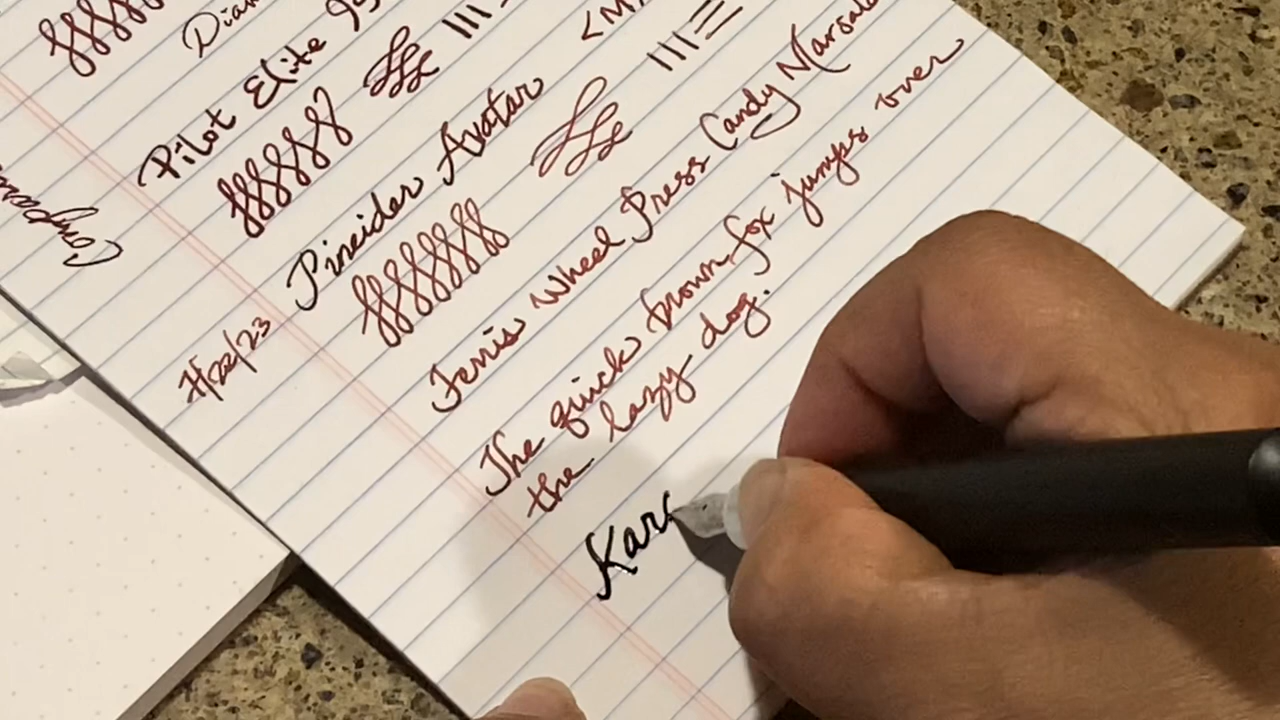 Pilot Elite
Pineider Avatar
<M>
7/22/23
Ferris Wheel Press Candy Marsala
The quick brown fox jumps over
the lazy dog.
Kar